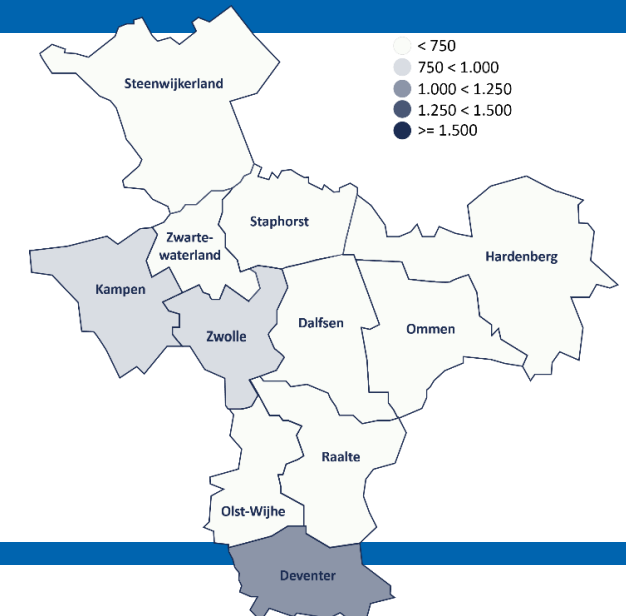 < 750
750 < 1.000
1.000 < 1.250
1.250 < 1.500
>= 1.500
Steenwijkerland
Staphorst
Zwarte-
waterland
Hardenberg
Kampen
Zwolle
Dalfsen
Ommen
Raalte
Olst-Wijhe
Deventer